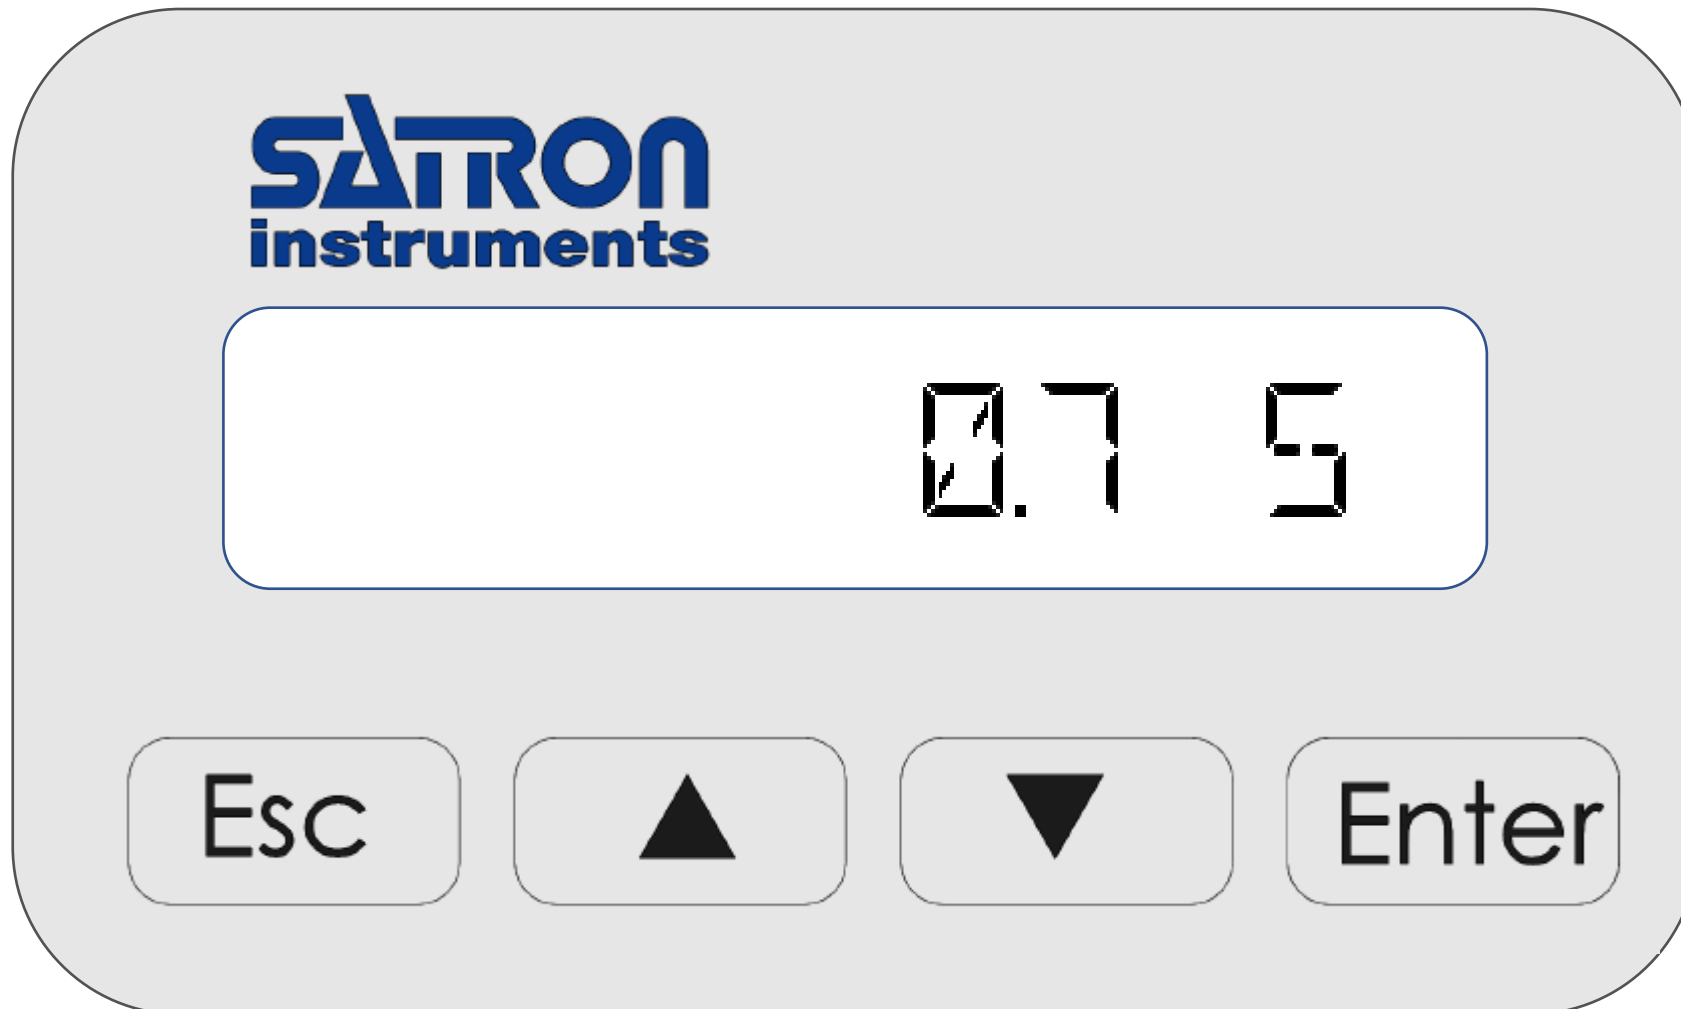 SATRON
instruments
0.7 S
Esc ▲ ▼ Enter